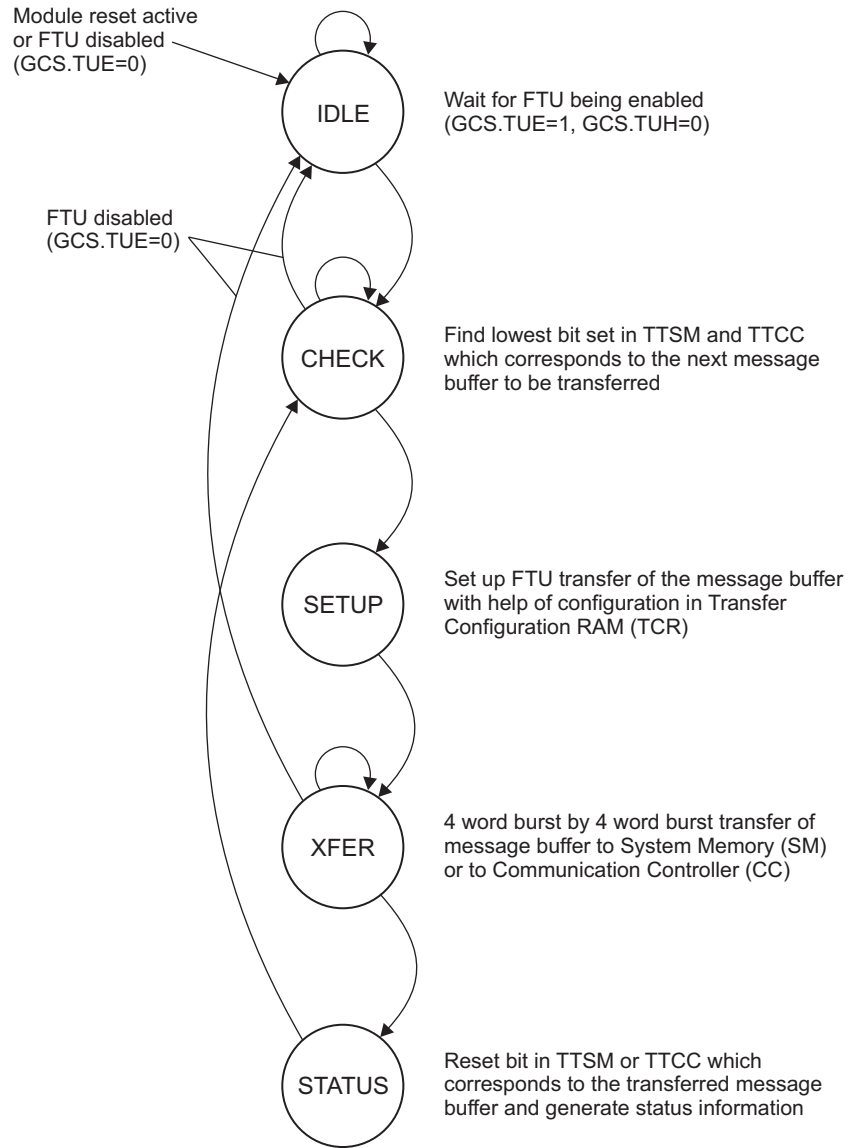 Module reset active
or FTU disabled
(GCS.TUE=0)
IDLE
Wait for FTU being enabled
(GCS.TUE=1, GCS.TUH=0)
FTU disabled
(GCS.TUE=0)
CHECK
Find lowest bit set in TTSM and TTCC
which corresponds to the next message
buffer to be transferred
SETUP
Set up FTU transfer of the message buffer
with help of configuration in Transfer
Configuration RAM (TCR)
XFER
4 word burst by 4 word burst transfer of
message buffer to System Memory (SM)
or to Communication Controller (CC)
STATUS
Reset bit in TTSM or TTCC which
corresponds to the transferred message
buffer and generate status information